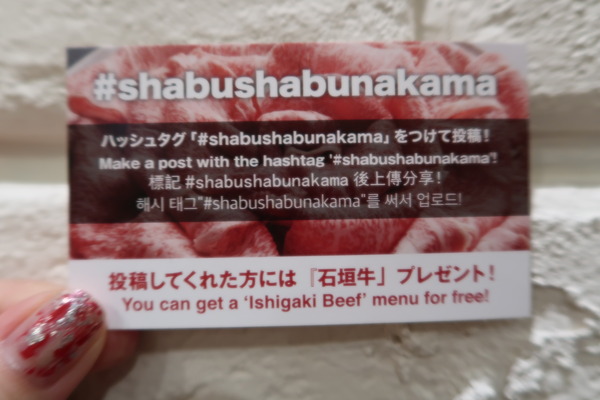 #shabushabunakama
ハッシュタグ「#shabushabunakama」をつけて投稿！
Make a post with the hashtag '#shabushabunakama'!
標記 #shabushabunakama 後上傳分享！
해시 태그"#shabushabunakama"를 써서 업로드!
投稿してくれた方には『石垣牛」プレゼント！
You can get a ‘Ishigaki Beef’ menu for free!